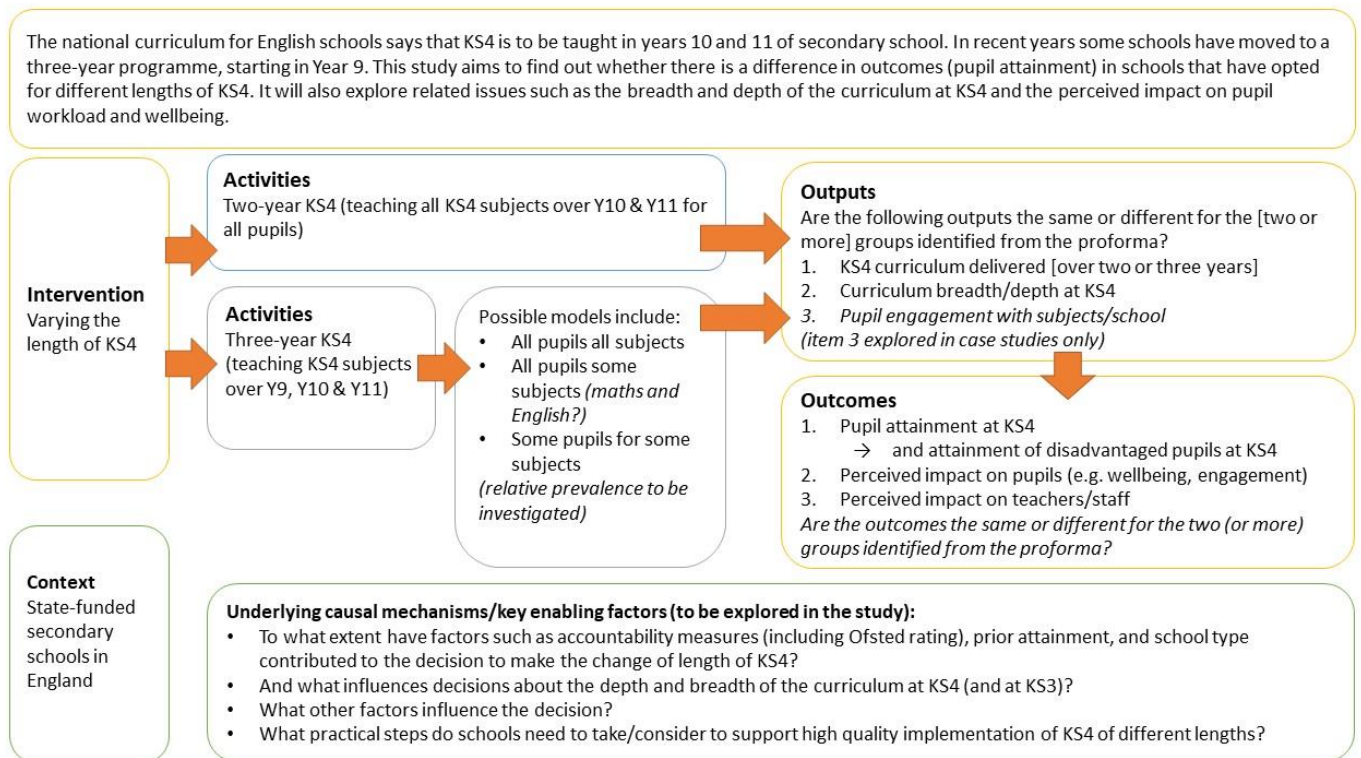 The national curriculum for English schools says that KS4 is to be taught in years 10 and 11 of secondary school. In recent years some schools have moved to a
three-year programme, starting in Year 9. This study aims to find out whether there is a difference in outcomes (pupil attainment) in schools that have opted
for different lengths of KS4. It will also explore related issues such as the breadth and depth of the curriculum at KS4 and the perceived impact on pupil
workload and wellbeing.
Intervention
Varying the
length of KS4
Activities
Two-year KS4 (teaching all KS4 subjects over Y10 & Y11 for
all pupils)
Activities
Three-year KS4
(teaching KS4 subjects
over Y9, Y10 & Y11)
Possible models include:
• All pupils all subjects
• All pupils some
subjects (maths and
English?)
• Some pupils for some
subjects
(relative prevalence to be
investigated)
Outputs
Are the following outputs the same or different for the [two or
more] groups identified from the proforma?
1. KS4 curriculum delivered [over two or three years]
2. Curriculum breadth/depth at KS4
3. Pupil engagement with subjects/school
(item 3 explored in case studies only)
Outcomes
1. Pupil attainment at KS4
→ and attainment of disadvantaged pupils at KS4
2. Perceived impact on pupils (e.g. wellbeing, engagement)
3. Perceived impact on teachers/staff
Are the outcomes the same or different for the two (or more)
groups identified from the proforma?
Context
State-funded
secondary
schools in
England
Underlying causal mechanisms/key enabling factors (to be explored in the study):
• To what extent have factors such as accountability measures (including Ofsted rating), prior attainment, and school type
contributed to the decision to make the change of length of KS4?
• And what influences decisions about the depth and breadth of the curriculum at KS4 (and at KS3)?
• What other factors influence the decision?
• What practical steps do schools need to take/consider to support high quality implementation of KS4 of different lengths?